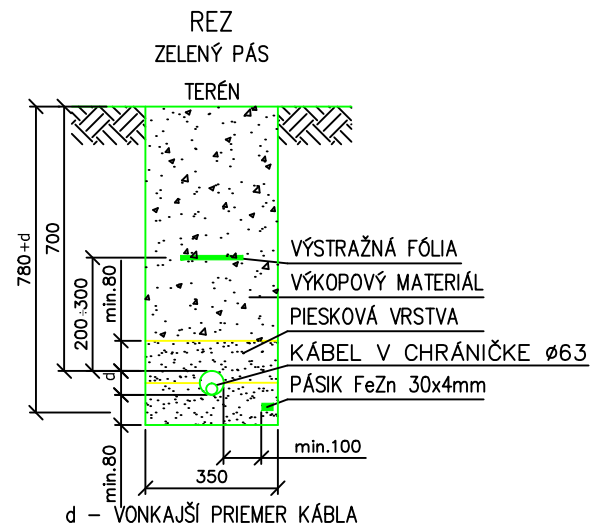 REZ
ZELENÝ PÁS
TERÉN
780+d
700
200÷300
min.80
VÝSTRAŽNÁ FÓLIA
VÝKOPOVÝ MATERIÁL
PIESKOVÁ VRSTVA
KÁBEL V CHRÁNIČKE ø63
d
PÁSIK FeZn 30x4mm
min.80
min.100
350
d – VONKAJŠÍ PRIEMER KÁBLA